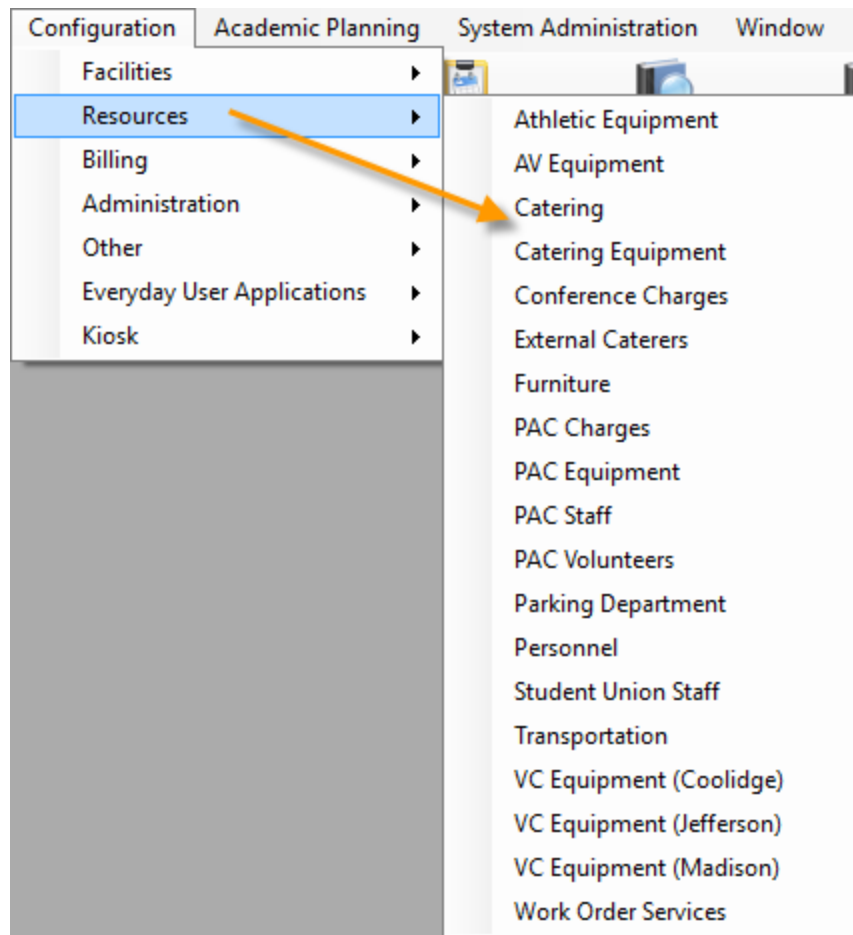 Configuration Academic Planning System Administration Window
Facilities
Resources
Billing
Administration
Other
Everyday User Applications
Kiosk
Athletic Equipment
AV Equipment
Catering
Catering Equipment
Conference Charges
External Caterers
Furniture
PAC Charges
PAC Equipment
PAC Staff
PAC Volunteers
Parking Department
Personnel
Student Union Staff
Transportation
VC Equipment (Coolidge)
VC Equipment (Jefferson)
VC Equipment (Madison)
Work Order Services